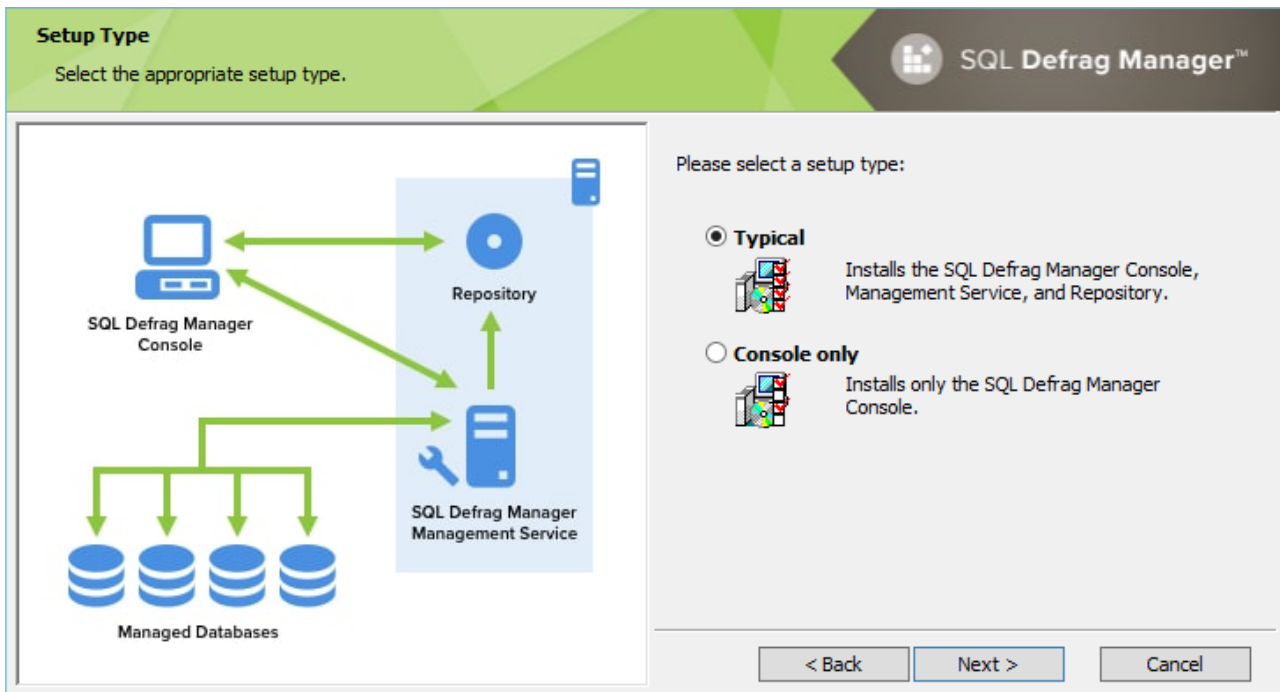 Setup Type
Select the appropriate setup type.
SQL Defrag Manager™
Please select a setup type:
Typical
Installs the SQL Defrag Manager Console,
Management Service, and Repository.
Console only
Installs only the SQL Defrag Manager
Console.
SQL Defrag Manager
Console
Repository
SQL Defrag Manager
Management Service
Managed Databases
< Back
Next >
Cancel